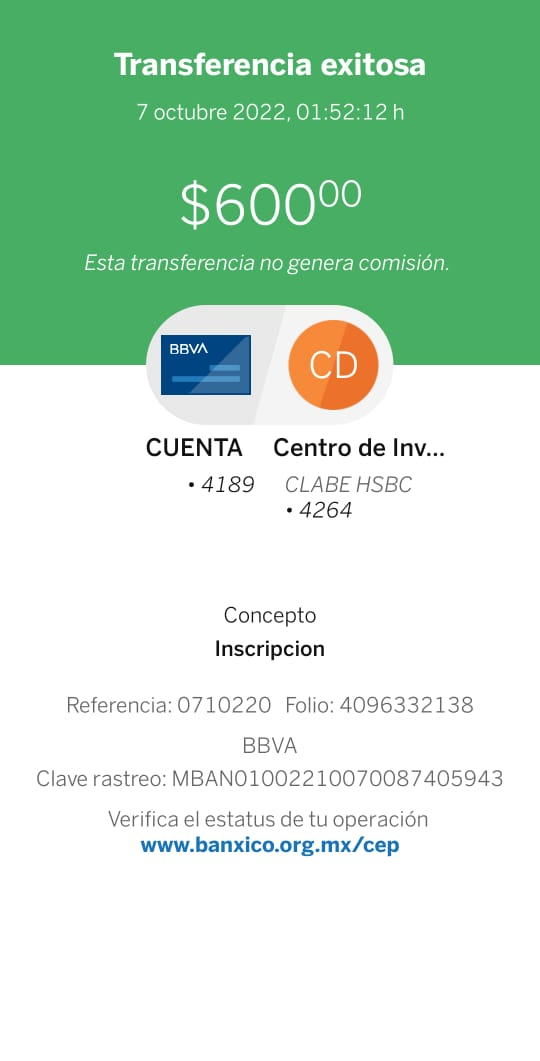 Transferencia exitosa
7 octubre 2022, 01:52:12 h
$600⁰⁰
Esta transferencia no genera comisión.
BBVA
CD
CUENTA
• 4189
Centro de Inv...
CLABE HSBC
• 4264
Concepto
Inscripcion
Referencia: 0710220 Folio: 4096332138
BBVA
Clave rastreo: MBAN01002210070087405943
Verifica el estatus de tu operación
www.banxico.org.mx/cep